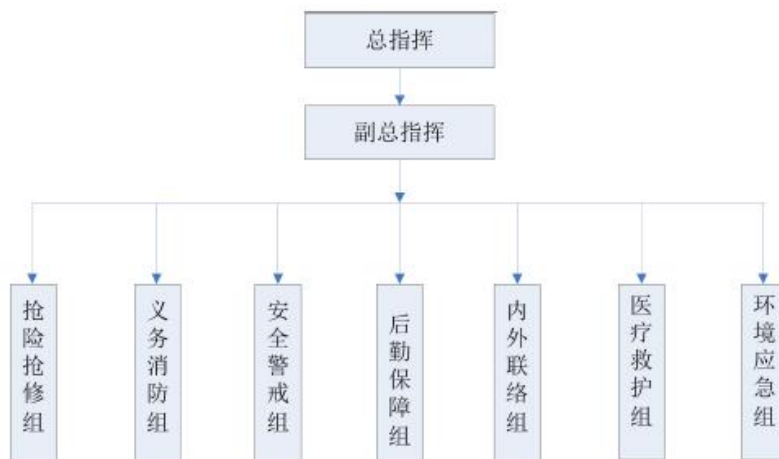 总指挥
副总指挥
抢险抢修组
义务消防组
安全警戒组
后勤保障组
内外联络组
医疗救护组
环境应急组